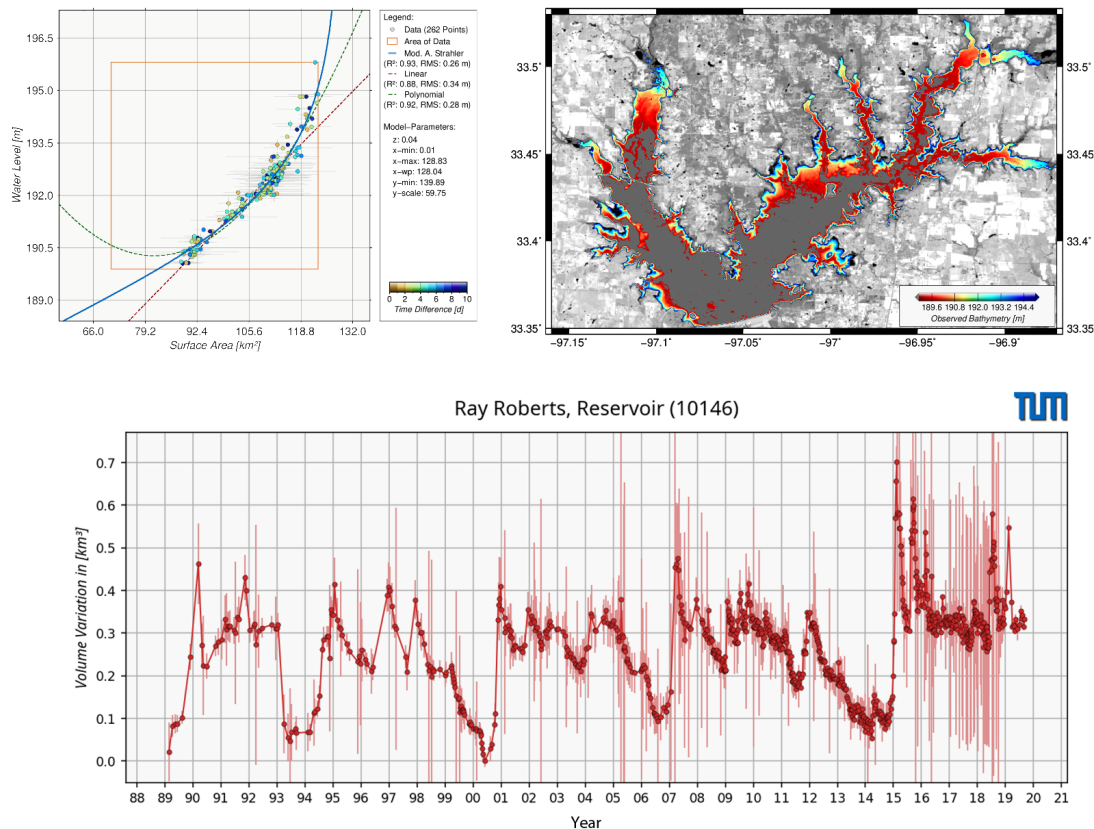 196.5
195.0
193.5
192.0
190.5
189.0
Water Level [m]
66.0 79.2 92.4 105.6 118.8 132.0
Surface Area [km²]
Legend:
Data (262 Points)
Area of Data
Mod. A. Strahler
(R²: 0.93, RMS: 0.26 m)
Linear
(R²: 0.88, RMS: 0.34 m)
Polynomial
(R²: 0.92, RMS: 0.28 m)
Model-Parameters:
z: 0.04
x-min: 0.01
x-max: 128.83
x-wp: 128.04
y-min: 139.89
y-scale: 59.75
0 2 4 6 8 10
Time Difference [d]
33.5° 33.5°
33.45° 33.45°
33.4° 33.4°
33.35° 33.35°
189.6 190.8 192.0 193.2 194.4
Observed Bathymetry [m]
−97.15° −97.1° −97.05° −97° −96.95° −96.9°
Ray Roberts, Reservoir (10146)
TUM
Volume Variation in [km³]
0.7
0.6
0.5
0.4
0.3
0.2
0.1
0.0
88 89 90 91 92 93 94 95 96 97 98 99 00 01 02 03 04 05 06 07 08 09 10 11 12 13 14 15 16 17 18 19 20 21
Year